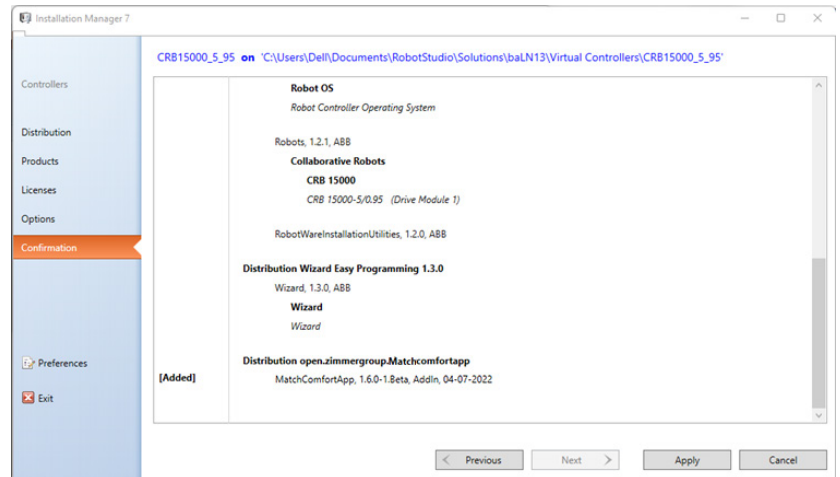 Installation Manager 7
CRB15000_5_95 on 'C:\Users\Dell\Documents\RobotStudio\Solutions\baLN13\Virtual Controllers\CRB15000_5_95'
Controllers
Distribution
Products
Licenses
Options
Confirmation
Preferences
Exit
Robot OS
Robot Controller Operating System
Robots, 1.2.1, ABB
Collaborative Robots
CRB 15000
CRB 15000-5/0.95 (Drive Module 1)
RobotWareInstallationUtilities, 1.2.0, ABB
Distribution Wizard Easy Programming 1.3.0
Wizard, 1.3.0, ABB
Wizard
Wizard
Distribution open.zimmergroup.Matchcomfortapp
[Added] MatchComfortApp, 1.6.0-1.Beta, AddIn, 04-07-2022
Previous Next Apply Cancel